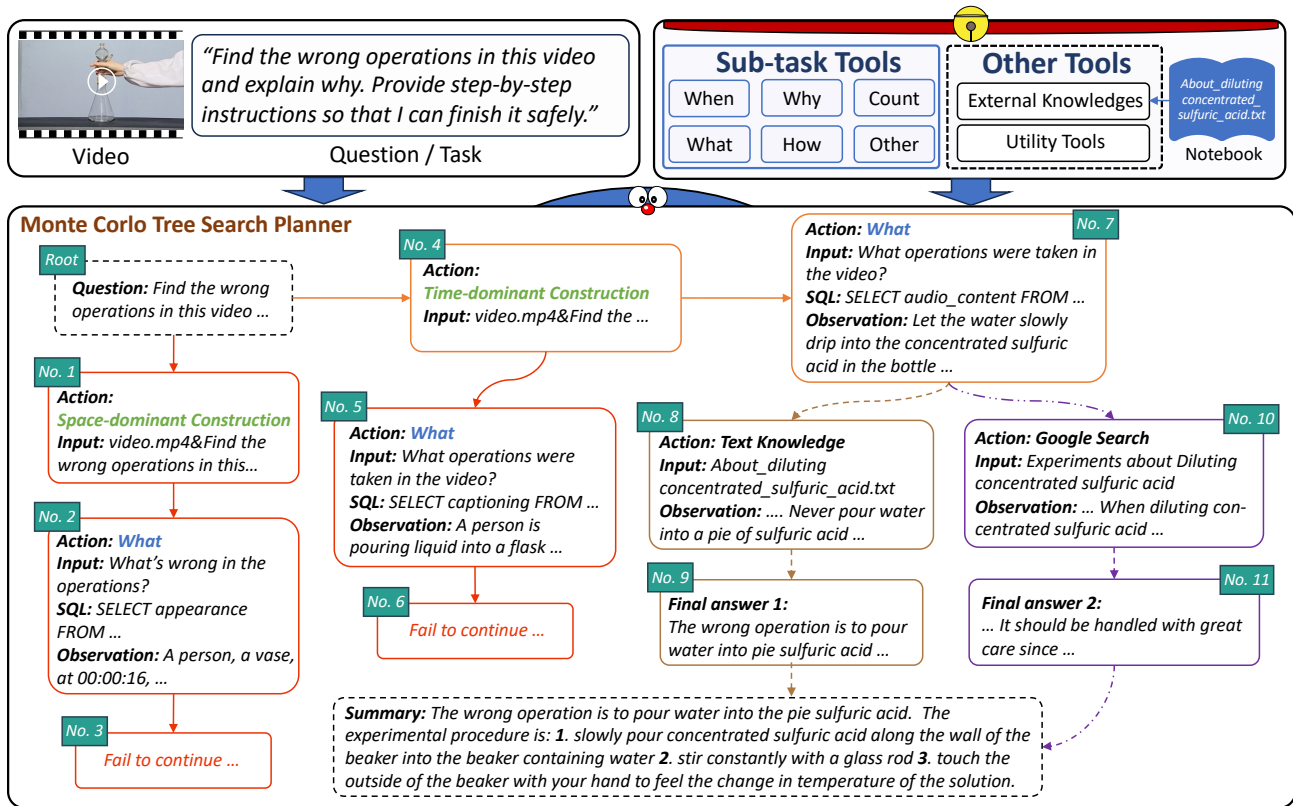 “Find the wrong operations in this video
and explain why. Provide step-by-step
instructions so that I can finish it safely.”
Video
Question / Task
Sub-task Tools
When
Why
Count
What
How
Other
Other Tools
External Knowledges
Utility Tools
About_diluting
concentrated_
sulfuric_acid.txt
Notebook
Monte Corlo Tree Search Planner
Root
Question: Find the wrong
operations in this video …
No. 1
Action:
Space-dominant Construction
Input: video.mp4&Find the
wrong operations in this…
No. 2
Action: What
Input: What’s wrong in the
operations?
SQL: SELECT appearance
FROM …
Observation: A person, a vase,
at 00:00:16, …
No. 3
Fail to continue …
No. 4
Action:
Time-dominant Construction
Input: video.mp4&Find the …
No. 5
Action: What
Input: What operations were
taken in the video?
SQL: SELECT captioning FROM …
Observation: A person is
pouring liquid into a flask …
No. 6
Fail to continue …
No. 7
Action: What
Input: What operations were taken in
the video?
SQL: SELECT audio_content FROM …
Observation: Let the water slowly
drip into the concentrated sulfuric
acid in the bottle …
No. 8
Action: Text Knowledge
Input: About_diluting
concentrated_sulfuric_acid.txt
Observation: …. Never pour water
into a pie of sulfuric acid …
No. 9
Final answer 1:
The wrong operation is to pour
water into pie sulfuric acid …
No. 10
Action: Google Search
Input: Experiments about Diluting
concentrated sulfuric acid
Observation: … When diluting con-
centrated sulfuric acid …
No. 11
Final answer 2:
… It should be handled with great
care since …
Summary: The wrong operation is to pour water into the pie sulfuric acid. The
experimental procedure is: 1. slowly pour concentrated sulfuric acid along the wall of the
beaker into the beaker containing water 2. stir constantly with a glass rod 3. touch the
outside of the beaker with your hand to feel the change in temperature of the solution.